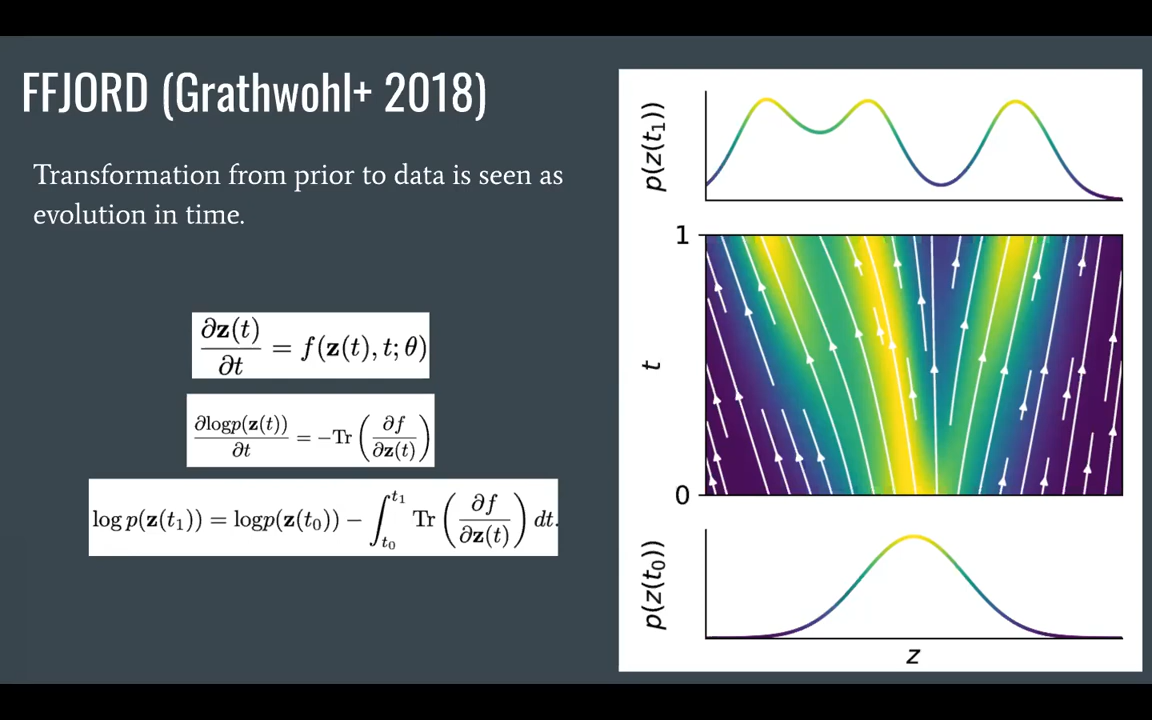 FFJORD (Grathwohl+ 2018)
Transformation from prior to data is seen as
evolution in time.
∂z(t)/∂t = f(z(t), t; θ)
∂logp(z(t))/∂t = −Tr(∂f/∂z(t))
log p(z(t₁)) = logp(z(t₀)) − ∫_{t₀}^{t₁} Tr(∂f/∂z(t)) dt.
p(z(t₁))
1
t
0
p(z(t₀))
z